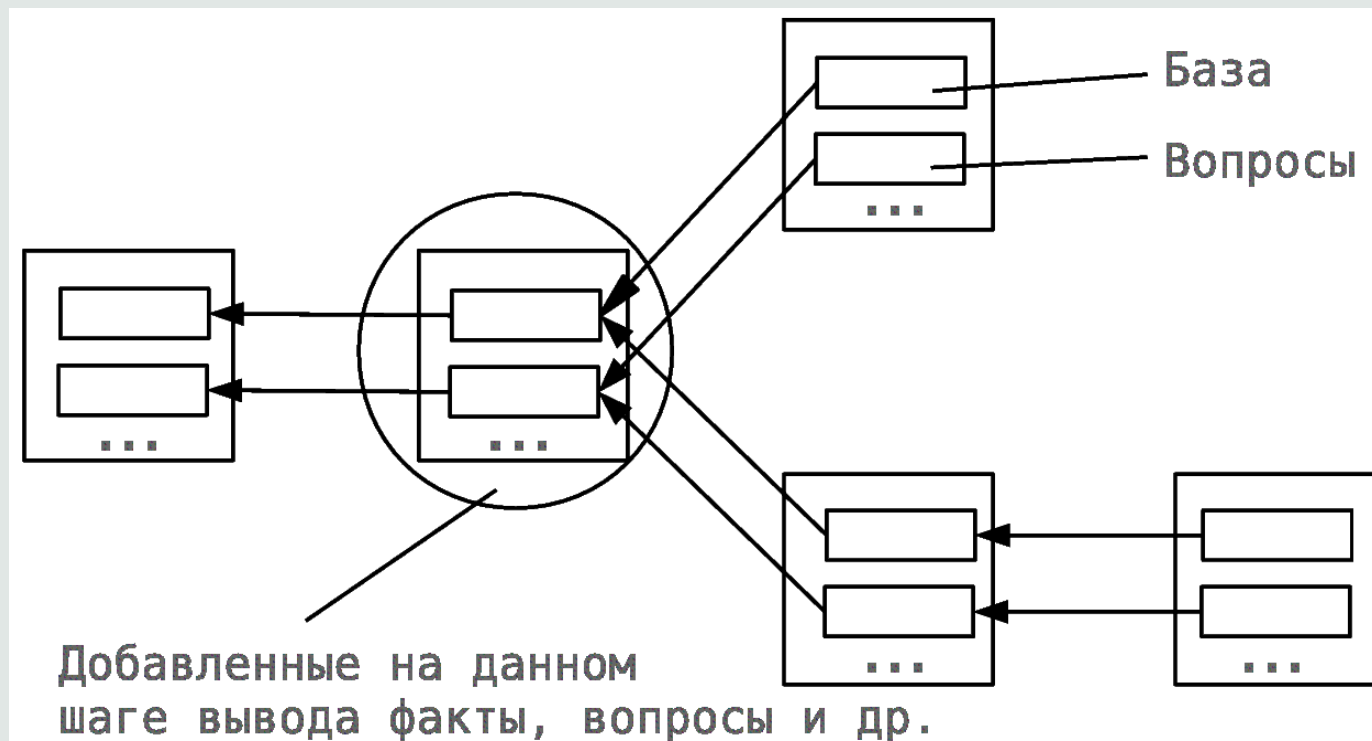 База
Вопросы
...
...
...
...
...
Добавленные на данном
шаге вывода факты, вопросы и др.